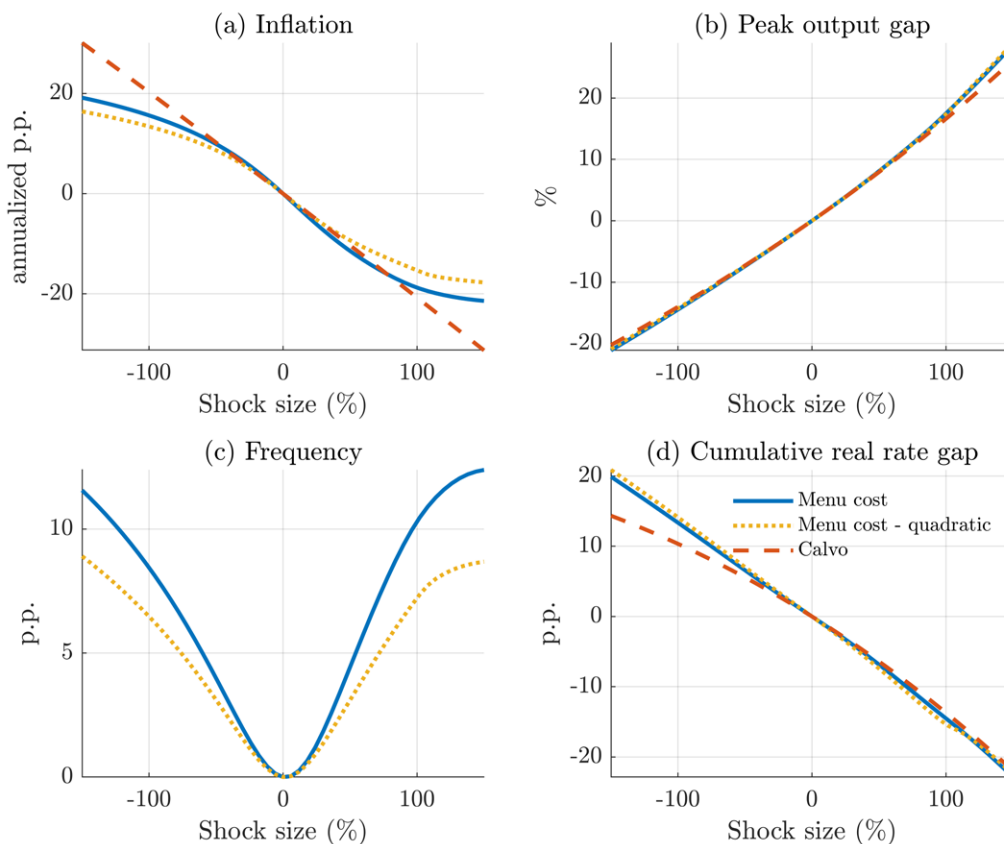 (a) Inflation
annualized p.p.
20
0
-20
-100 0 100
Shock size (%)
(b) Peak output gap
%
20
10
0
-10
-20
-100 0 100
Shock size (%)
(c) Frequency
p.p.
10
5
0
-100 0 100
Shock size (%)
(d) Cumulative real rate gap
p.p.
20
10
0
-10
-20
Menu cost
Menu cost - quadratic
Calvo
-100 0 100
Shock size (%)